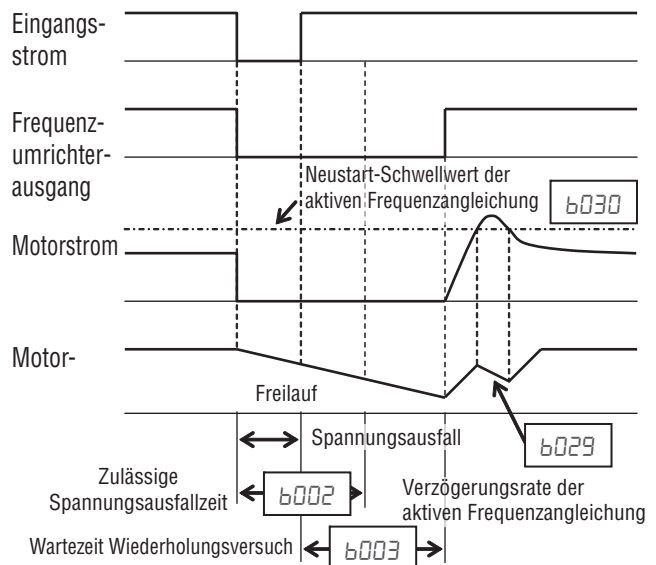 Eingangs-
strom
Frequenz-
umrichter-
ausgang
Neustart-Schwellwert der
aktiven Frequenzangleichung
b030
Motorstrom
Motor-
Freilauf
Spannungsausfall
b029
Zulässige
Spannungsausfallzeit
b002
Verzögerungsrate der
aktiven Frequenzangleichung
Wartezeit Wiederholungsversuch
b003